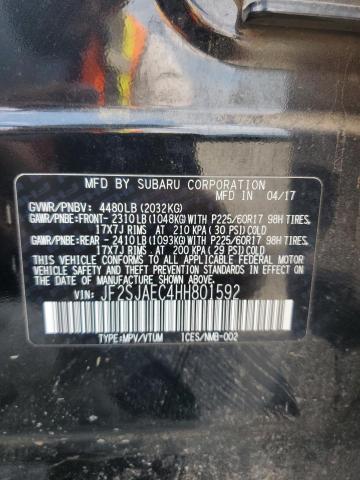 MFD BY SUBARU CORPORATION
MADE IN JAPAN 04/17
GVWR/PNBV: 4480LB(2032KG)
GAWR/PNBE:FRONT- 2310LB(1048KG)WITH P225/60R17 98H TIRES,
17X7J RIMS AT 210 KPA (30 PSI) COLD
GAWR/PNBE:REAR - 2410LB(1093KG)WITH P225/60R17 98H TIRES,
17X7J RIMS AT 200 KPA (29 PSI) COLD
THIS VEHICLE CONFORMS TO ALL APPLICABLE FEDERAL MOTOR VEHICLE
SAFETY, BUMPER, AND THEFT PREVENTION STANDARDS IN EFFECT
ON THE DATE OF MANUFACTURE SHOWN ABOVE.
VIN: JF2SJAEC4HH801592
TYPE:MPV/VTUM ICES/NMB-002